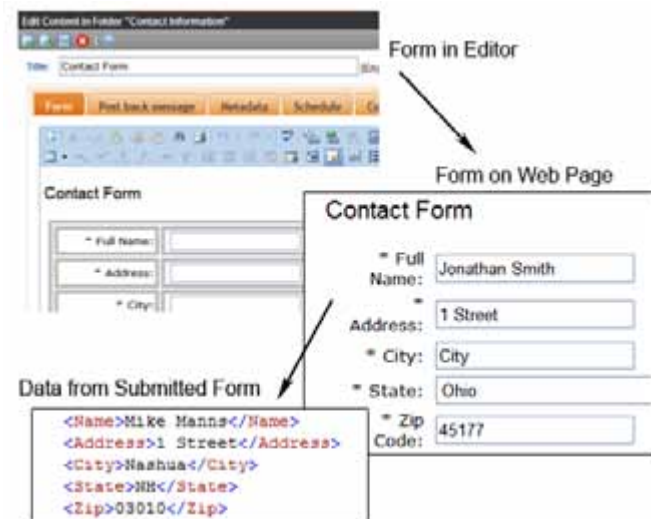 Edit Content in Folder "Contact Information"
Title: Contact Form
Form in Editor
Form Post back message Metadata Schedule
Form on Web Page
Contact Form
* Full Name:
* Address:
* City:
Contact Form
* Full
Name: Jonathan Smith
*
Address: 1 Street
* City: City
* State: Ohio
* Zip
Code: 45177
Data from Submitted Form
<Name>Mike Manns</Name>
<Address>1 Street</Address>
<City>Nashua</City>
<State>NH</State>
<Zip>03010</Zip>